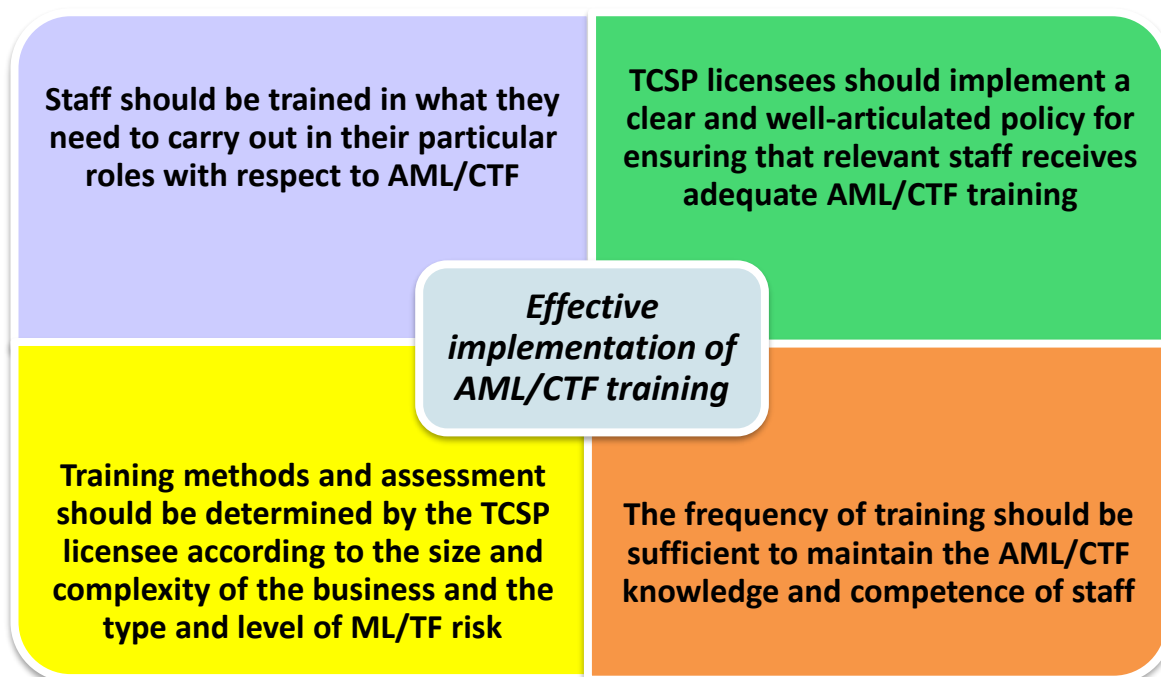 Staff should be trained in what they
need to carry out in their particular
roles with respect to AML/CTF
TCSP licensees should implement a
clear and well-articulated policy for
ensuring that relevant staff receives
adequate AML/CTF training
Effective
implementation of
AML/CTF training
Training methods and assessment
should be determined by the TCSP
licensee according to the size and
complexity of the business and the
type and level of ML/TF risk
The frequency of training should be
sufficient to maintain the AML/CTF
knowledge and competence of staff